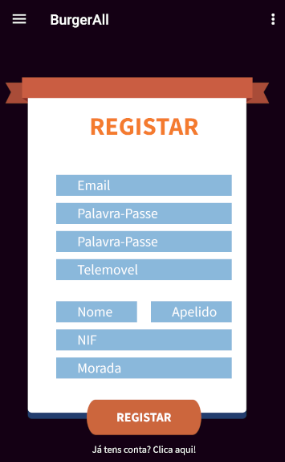 BurgerAll
REGISTAR
Email
Palavra-Passe
Palavra-Passe
Telemovel
Nome Apelido
NIF
Morada
REGISTAR
Já tens conta? Clica aqui!